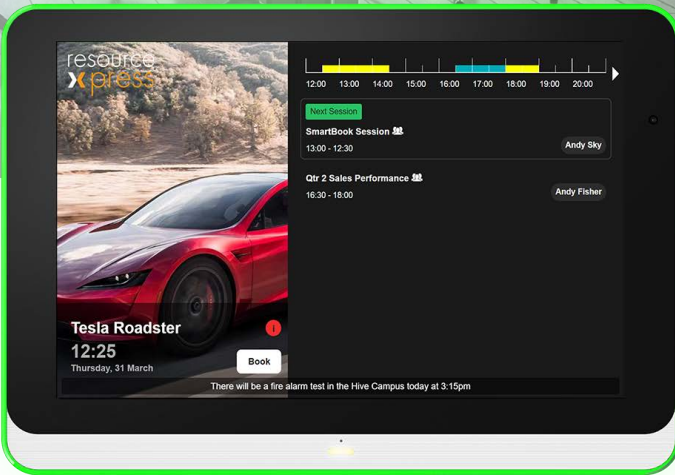 resource
xpress
12:00 13:00 14:00 15:00 16:00 17:00 18:00 19:00 20:00
Next Session
SmartBook Session
13:00 - 12:30
Andy Sky
Qtr 2 Sales Performance
16:30 - 18:00
Andy Fisher
Tesla Roadster
i
12:25
Thursday, 31 March
Book
There will be a fire alarm test in the Hive Campus today at 3:15pm